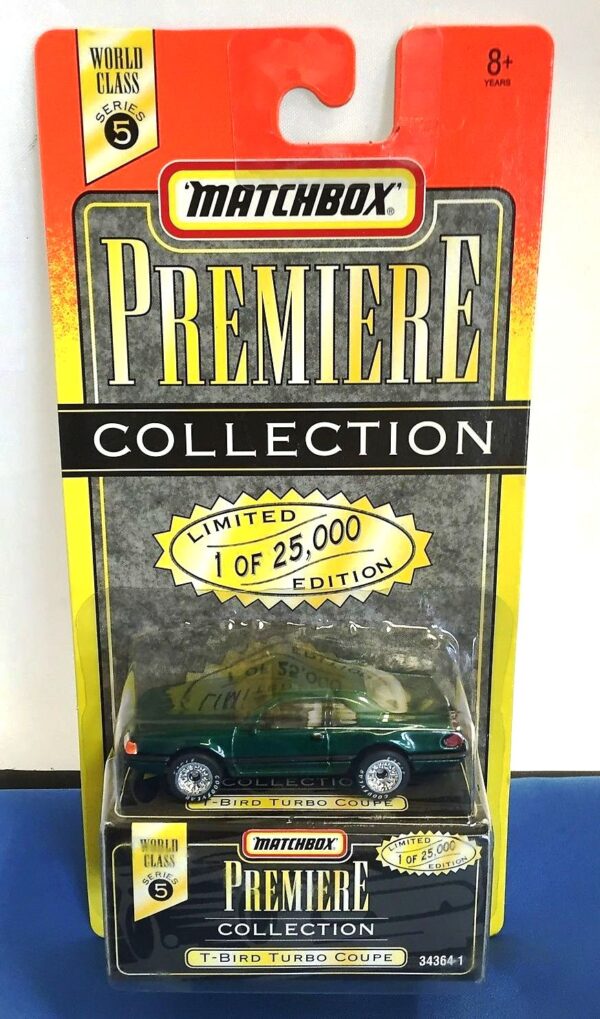 WORLD
CLASS
SERIES
5
8+
YEARS
'MATCHBOX'®
PREMIERE
COLLECTION
LIMITED
1 OF 25,000
EDITION
T-BIRD TURBO COUPE
WORLD
CLASS
SERIES
5
MATCHBOX
PREMIERE
COLLECTION
LIMITED
1 OF 25,000
EDITION
T-BIRD TURBO COUPE
34364-1